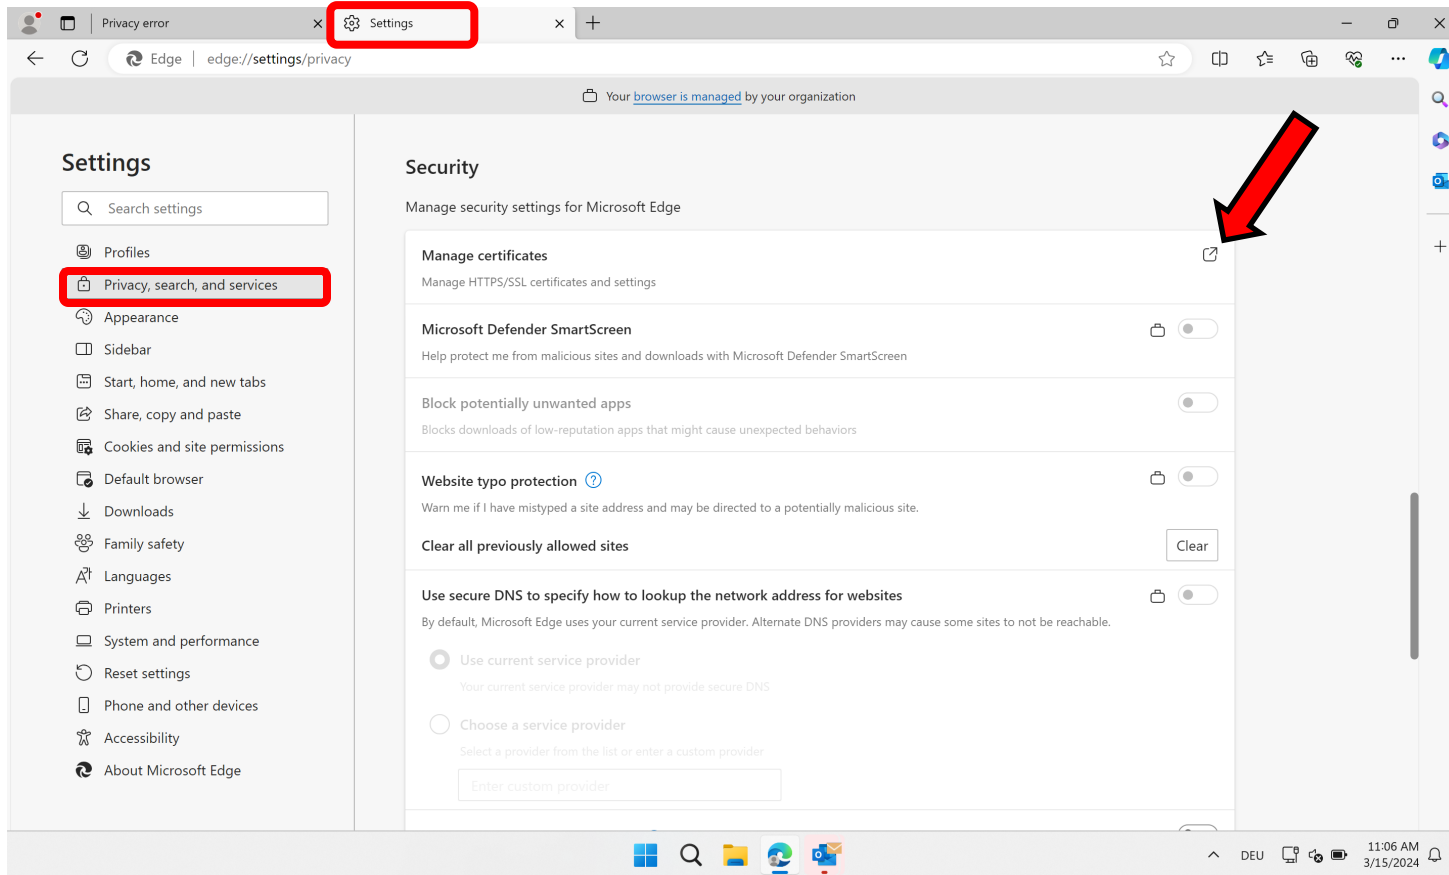 Privacy error
Settings
Edge
edge://settings/privacy
Your browser is managed by your organization
Settings
Search settings
Profiles
Privacy, search, and services
Appearance
Sidebar
Start, home, and new tabs
Share, copy and paste
Cookies and site permissions
Default browser
Downloads
Family safety
Languages
Printers
System and performance
Reset settings
Phone and other devices
Accessibility
About Microsoft Edge
Security
Manage security settings for Microsoft Edge
Manage certificates
Manage HTTPS/SSL certificates and settings
Microsoft Defender SmartScreen
Help protect me from malicious sites and downloads with Microsoft Defender SmartScreen
Block potentially unwanted apps
Blocks downloads of low-reputation apps that might cause unexpected behaviors
Website typo protection
Warn me if I have mistyped a site address and may be directed to a potentially malicious site.
Clear all previously allowed sites
Clear
Use secure DNS to specify how to lookup the network address for websites
By default, Microsoft Edge uses your current service provider. Alternate DNS providers may cause some sites to not be reachable.
Use current service provider
Your current service provider may not provide secure DNS
Choose a service provider
Select a provider from the list or enter a custom provider
Enter custom provider
DEU
11:06 AM
3/15/2024